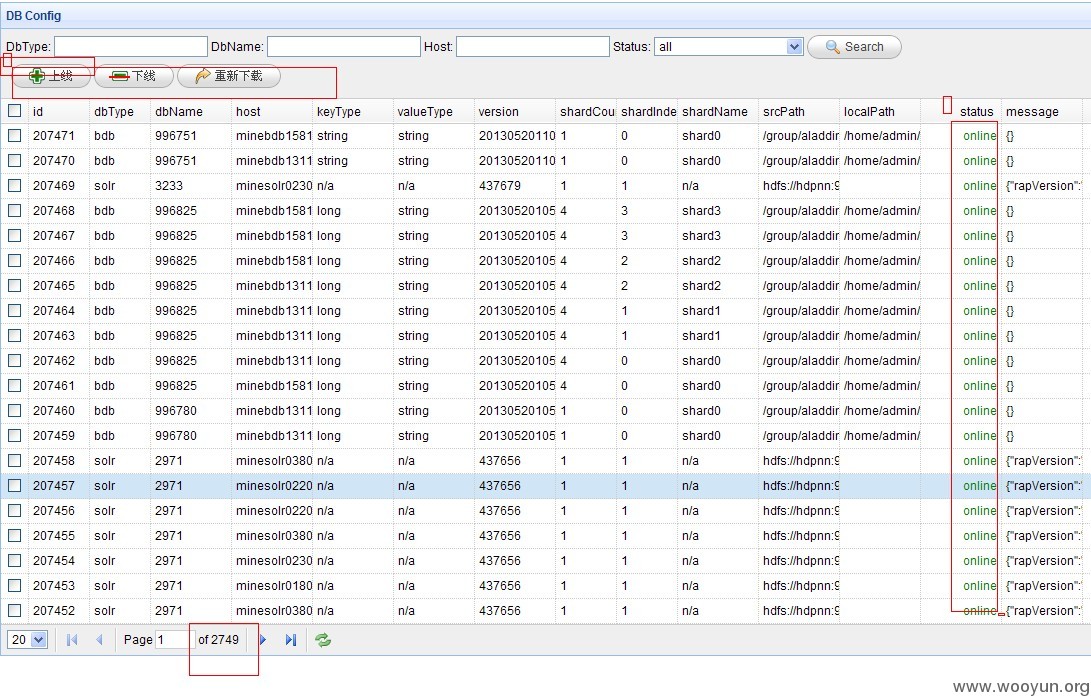 DB Config
DbType: DbName: Host: Status: all Search
上线 下线 重新下载
id dbType dbName host keyType valueType version shardCou shardInde shardName srcPath localPath status message
207471 bdb 996751 minebdb1581 string string 20130520110 1 0 shard0 /group/aladdin /home/admin/ online {}
207470 bdb 996751 minebdb1311 string string 20130520110 1 0 shard0 /group/aladdin /home/admin/ online {}
207469 solr 3233 minesolr0230 n/a n/a 437679 1 1 n/a hdfs://hdpnn:9 online {"rapVersion":"
207468 bdb 996825 minebdb1581 long string 20130520105 4 3 shard3 /group/aladdin /home/admin/ online {}
207467 bdb 996825 minebdb1581 long string 20130520105 4 3 shard3 /group/aladdin /home/admin/ online {}
207466 bdb 996825 minebdb1581 long string 20130520105 4 2 shard2 /group/aladdin /home/admin/ online {}
207465 bdb 996825 minebdb1311 long string 20130520105 4 2 shard2 /group/aladdin /home/admin/ online {}
207464 bdb 996825 minebdb1311 long string 20130520105 4 1 shard1 /group/aladdin /home/admin/ online {}
207463 bdb 996825 minebdb1311 long string 20130520105 4 1 shard1 /group/aladdin /home/admin/ online {}
207462 bdb 996825 minebdb1311 long string 20130520105 4 0 shard0 /group/aladdin /home/admin/ online {}
207461 bdb 996825 minebdb1581 long string 20130520105 4 0 shard0 /group/aladdin /home/admin/ online {}
207460 bdb 996780 minebdb1311 long string 20130520105 1 0 shard0 /group/aladdin /home/admin/ online {}
207459 bdb 996780 minebdb1311 long string 20130520105 1 0 shard0 /group/aladdin /home/admin/ online {}
207458 solr 2971 minesolr0380 n/a n/a 437656 1 1 n/a hdfs://hdpnn:9 online {"rapVersion":"
207457 solr 2971 minesolr0220 n/a n/a 437656 1 1 n/a hdfs://hdpnn:9 online {"rapVersion":"
207456 solr 2971 minesolr0220 n/a n/a 437656 1 1 n/a hdfs://hdpnn:9 online {"rapVersion":"
207455 solr 2971 minesolr0380 n/a n/a 437656 1 1 n/a hdfs://hdpnn:9 online {"rapVersion":"
207454 solr 2971 minesolr0230 n/a n/a 437656 1 1 n/a hdfs://hdpnn:9 online {"rapVersion":"
207453 solr 2971 minesolr0180 n/a n/a 437656 1 1 n/a hdfs://hdpnn:9 online {"rapVersion":"
207452 solr 2971 minesolr0380 n/a n/a 437656 1 1 n/a hdfs://hdpnn:9 online {"rapVersion":"
20 Page 1 of 2749
www.wooyun.org